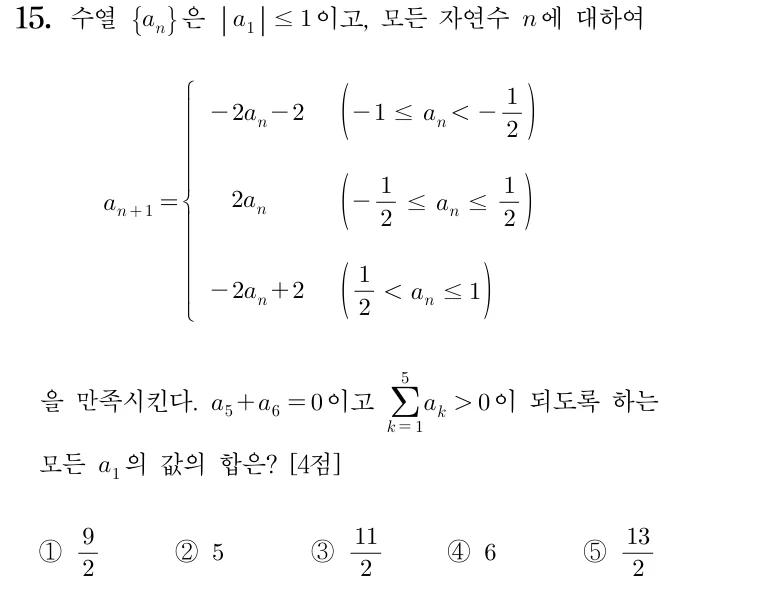 15. 수열 {aₙ}은 |a₁| ≤ 1이고, 모든 자연수 n에 대하여
−2aₙ−2 (−1 ≤ aₙ < −1/2)
aₙ₊₁ = { 2aₙ (−1/2 ≤ aₙ ≤ 1/2)
−2aₙ+2 (1/2 < aₙ ≤ 1)
을 만족시킨다. a₅+a₆=0이고 ∑_{k=1}^{5} aₖ > 0이 되도록 하는
모든 a₁의 값의 합은? [4점]
① 9/2 ② 5 ③ 11/2 ④ 6 ⑤ 13/2